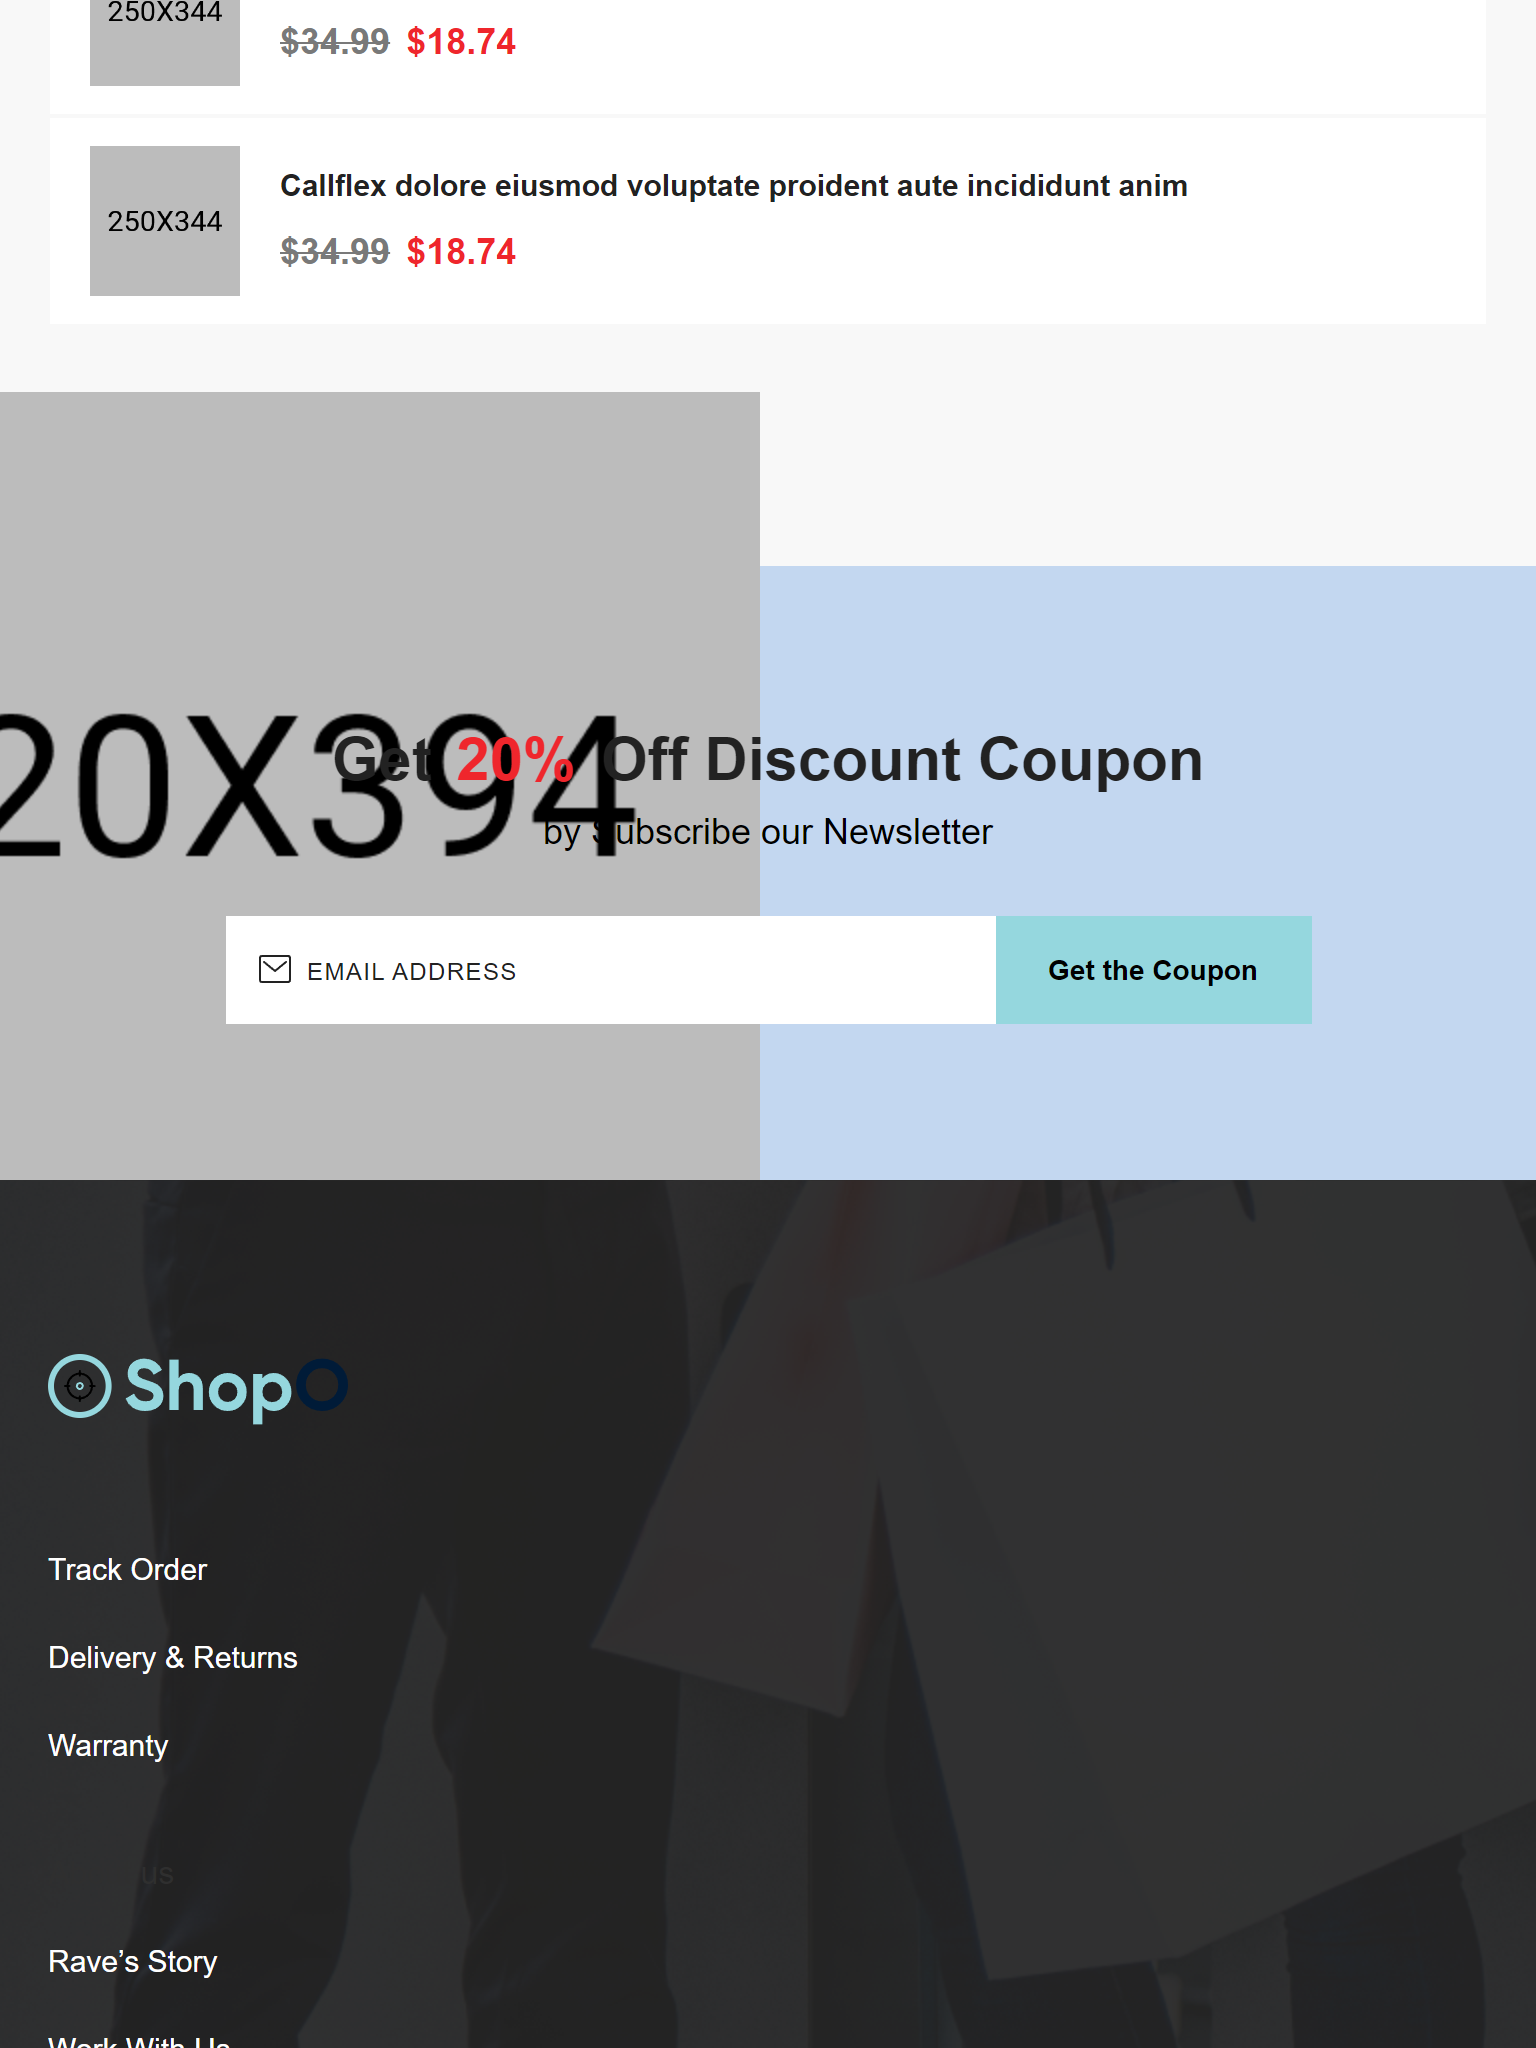 250X344
$34.99 $18.74
Callflex dolore eiusmod voluptate proident aute incididunt anim
250X344
$34.99 $18.74
20X394
Get 20% Off Discount Coupon
by Subscribe our Newsletter
EMAIL ADDRESS
Get the Coupon
ShopO
Track Order
Delivery & Returns
Warranty
us
Rave’s Story
Work With Us